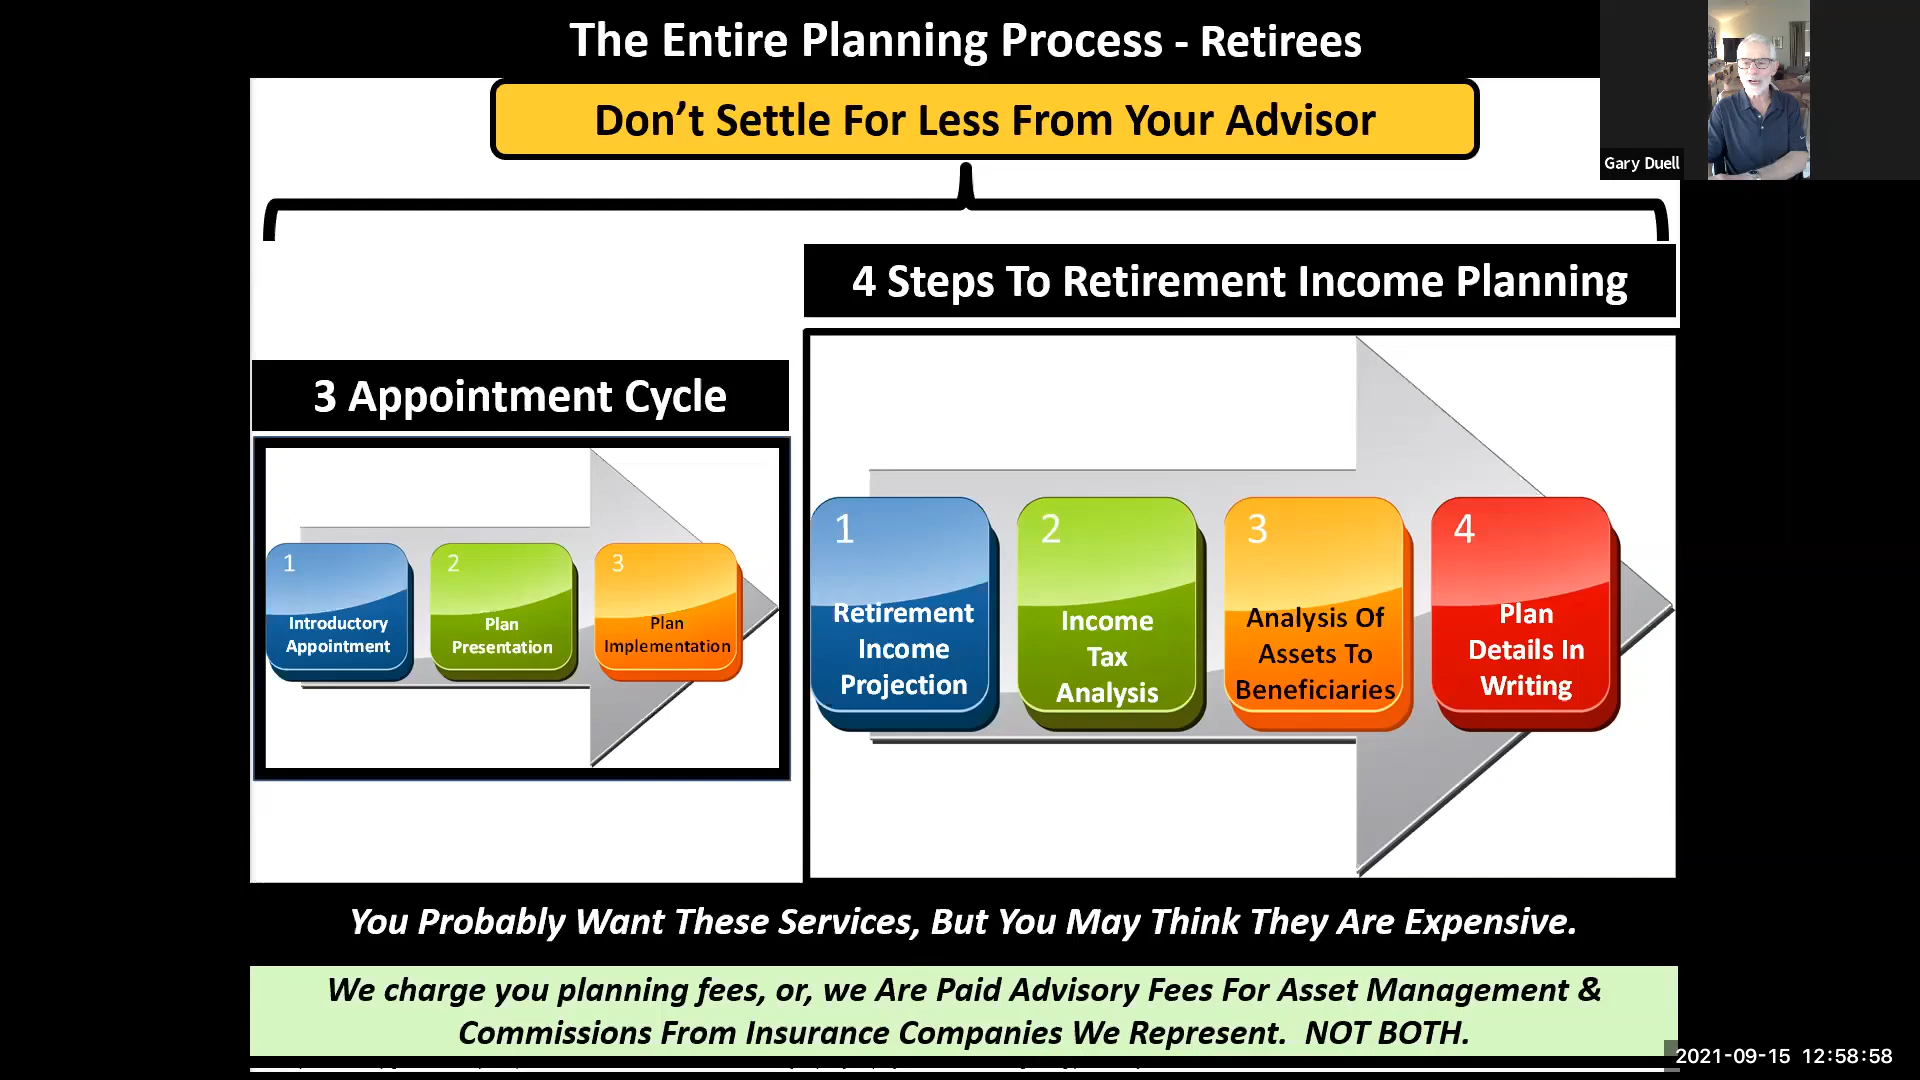 The Entire Planning Process - Retirees
Don't Settle For Less From Your Advisor
Gary Duell
4 Steps To Retirement Income Planning
3 Appointment Cycle
1
Introductory
Appointment
2
Plan
Presentation
3
Plan
Implementation
1
Retirement
Income
Projection
2
Income
Tax
Analysis
3
Analysis Of
Assets To
Beneficiaries
4
Plan
Details In
Writing
You Probably Want These Services, But You May Think They Are Expensive.
We charge you planning fees, or, we Are Paid Advisory Fees For Asset Management &
Commissions From Insurance Companies We Represent. NOT BOTH.
2021-09-15 12:58:58